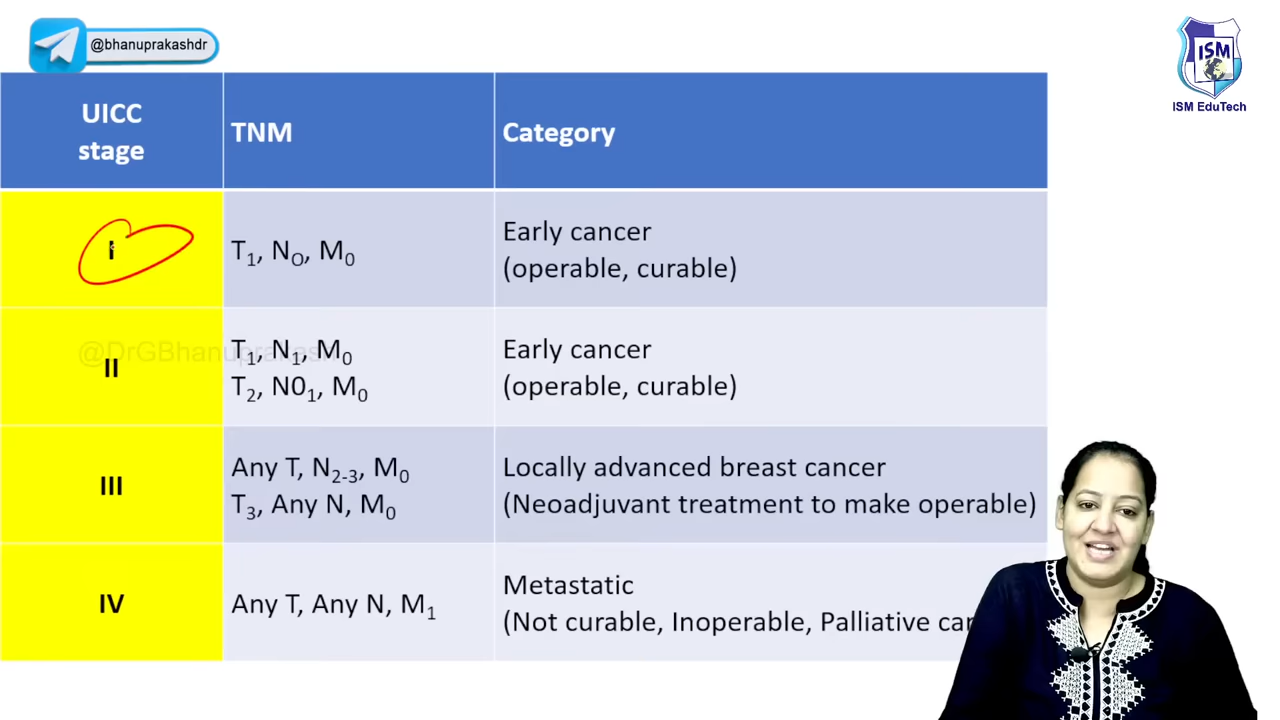 @bhanuprakashdr
ISM
ISM EduTech
UICC
stage
TNM
Category
I
T₁, N₀, M₀
Early cancer
(operable, curable)
@DrGBhanuprakash
II
T₁, N₁, M₀
T₂, N0₁, M₀
Early cancer
(operable, curable)
III
Any T, N₂₋₃, M₀
T₃, Any N, M₀
Locally advanced breast cancer
(Neoadjuvant treatment to make operable)
IV
Any T, Any N, M₁
Metastatic
(Not curable, Inoperable, Palliative